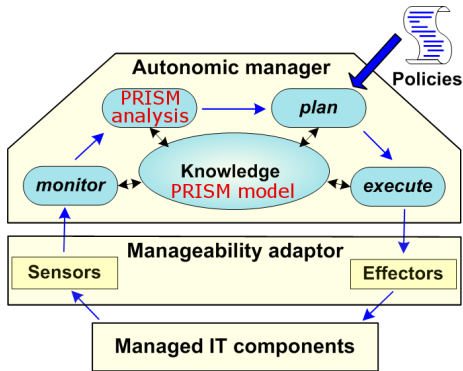 Policies
Autonomic manager
PRISM
analysis
plan
Knowledge
PRISM model
monitor
execute
Manageability adaptor
Sensors
Effectors
Managed IT components